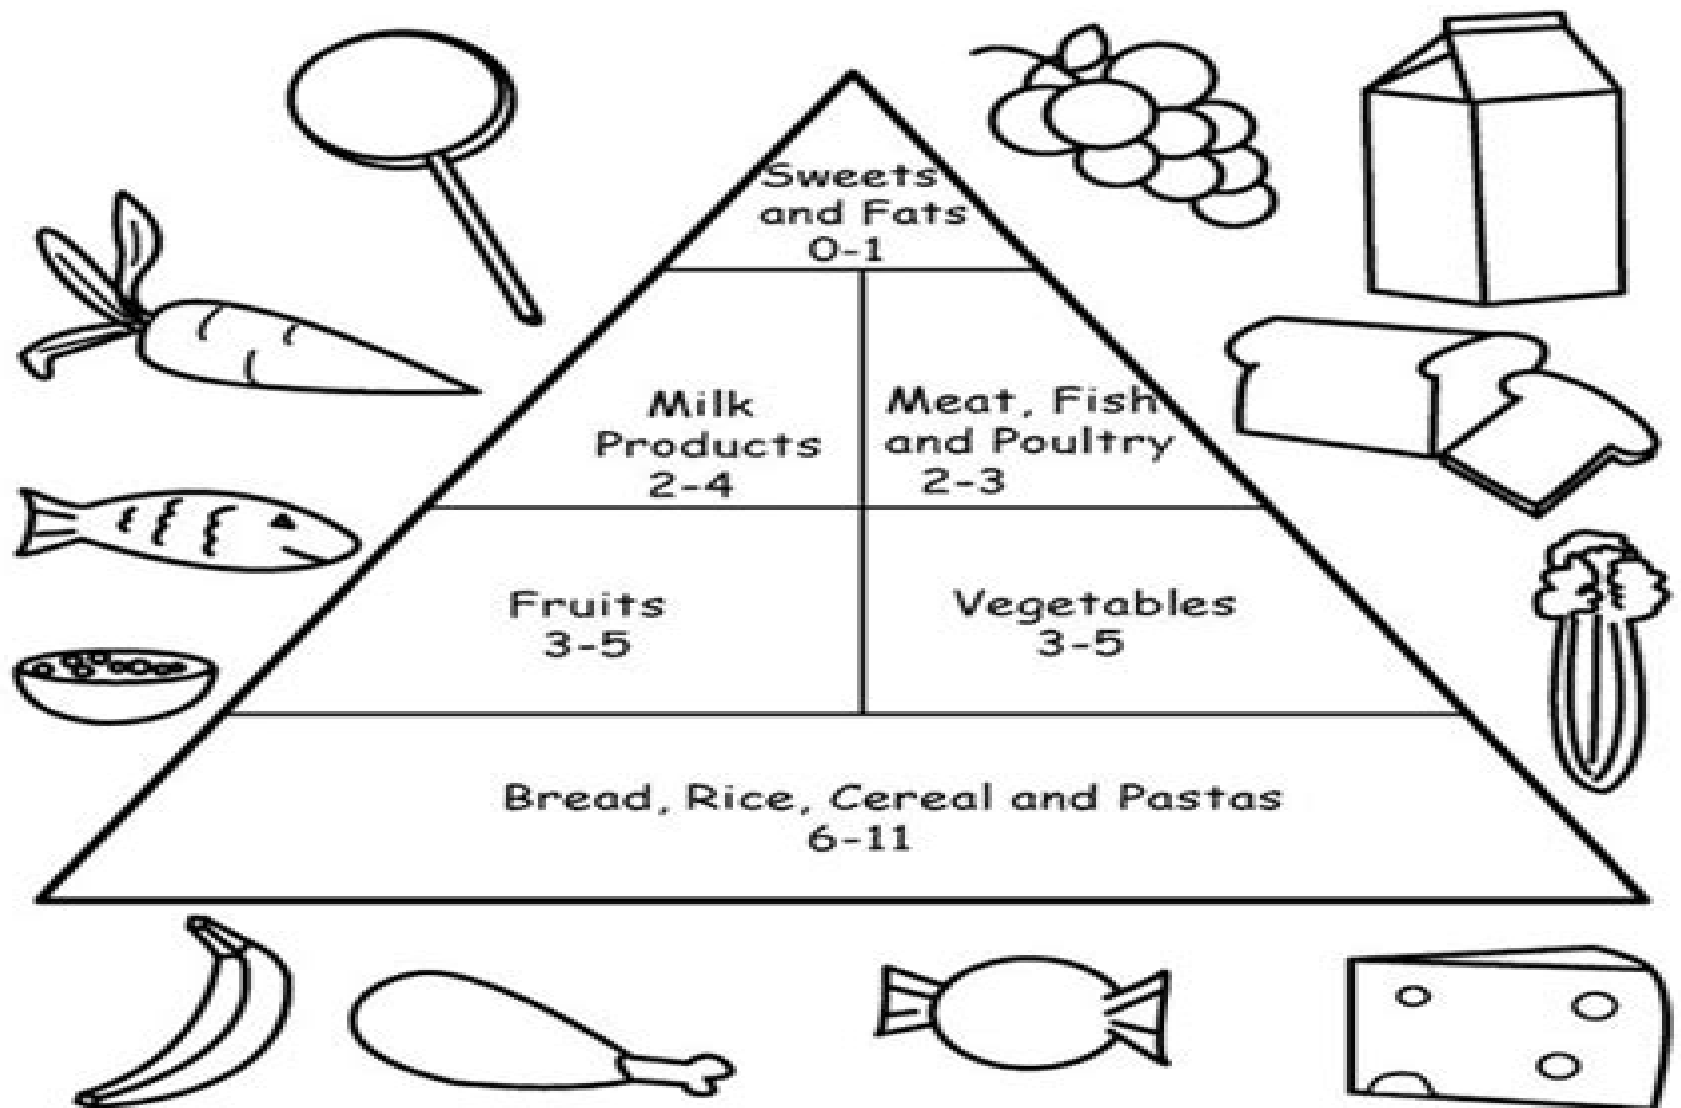 Sweets
and Fats
0-1
Milk
Products
2-4
Meat, Fish
and Poultry
2-3
Fruits
3-5
Vegetables
3-5
Bread, Rice, Cereal and Pastas
6-11